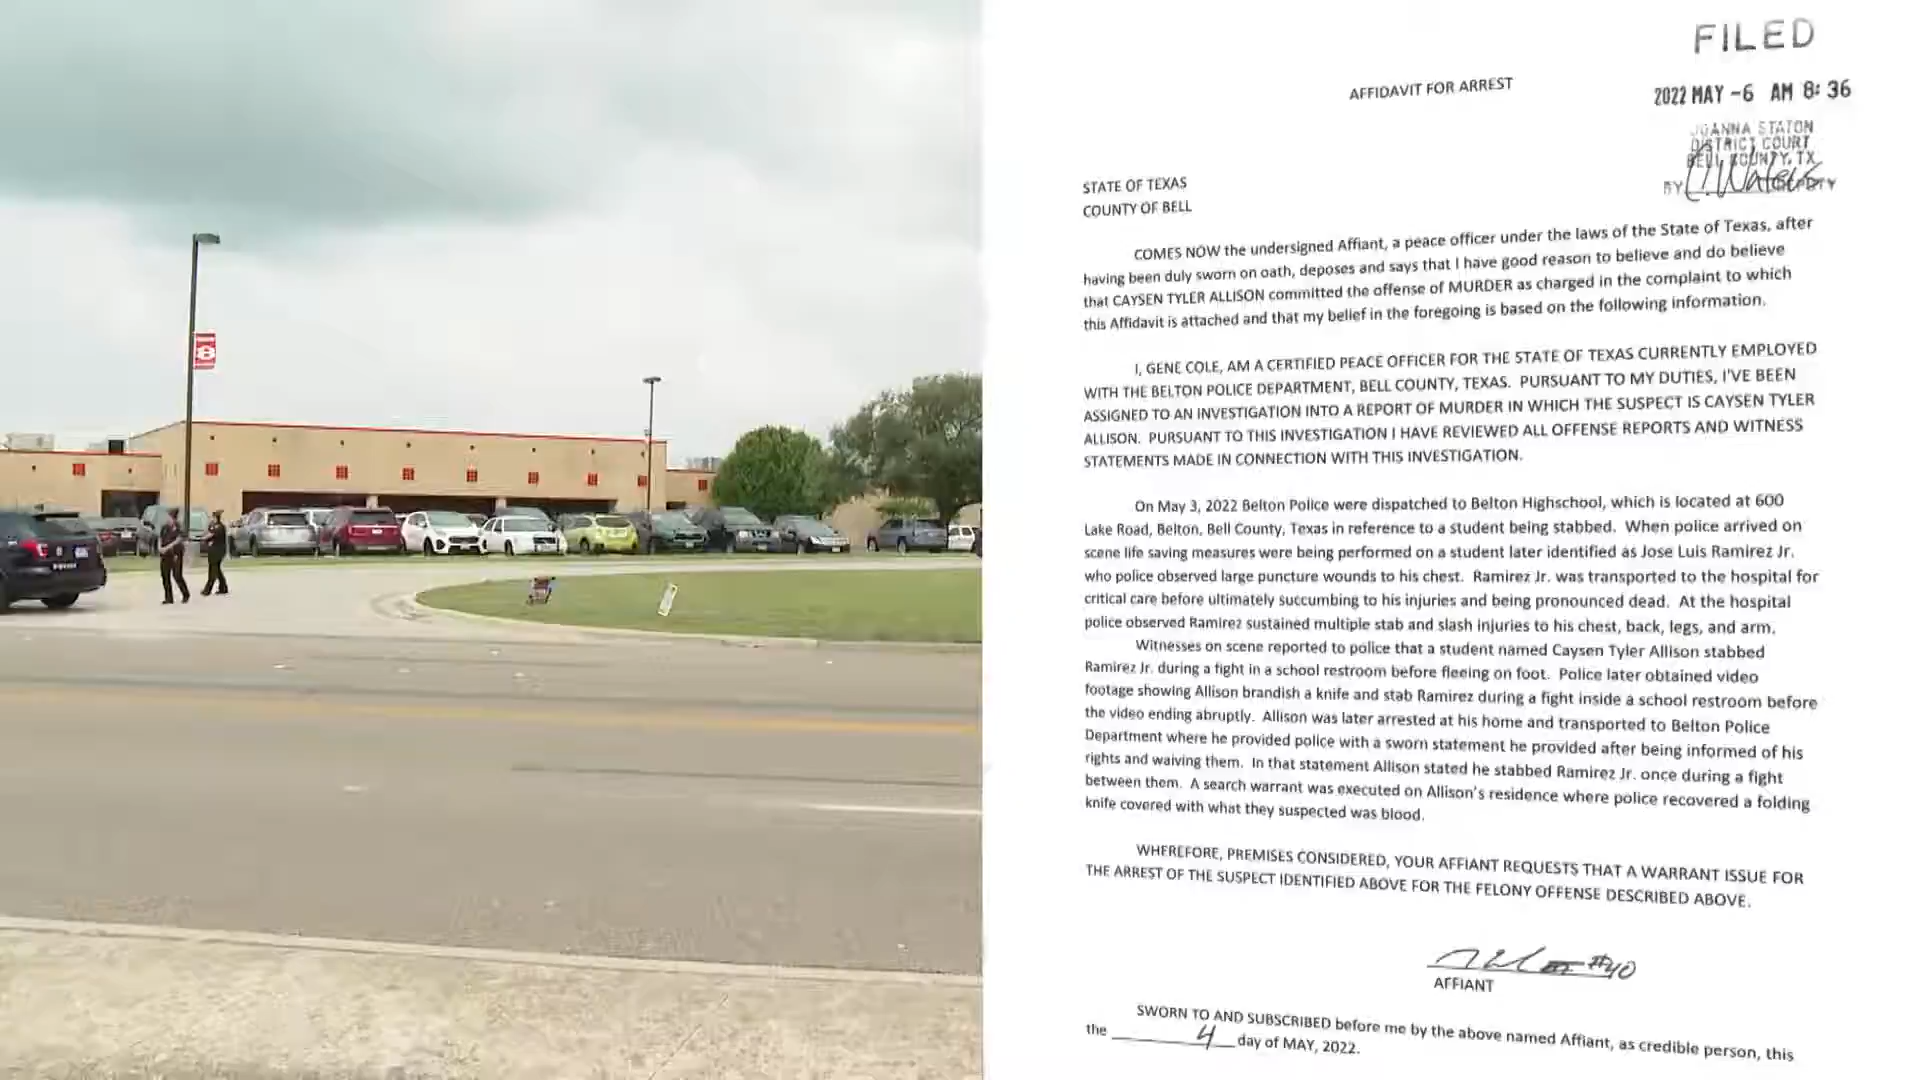 FILED
AFFIDAVIT FOR ARREST
2022 MAY -6 AM 8:36
JOANNA STATON
DISTRICT COURT
BELL COUNTY, TX
BY DEPUTY
STATE OF TEXAS
COUNTY OF BELL
COMES NOW the undersigned Affiant, a peace officer under the laws of the State of Texas, after
having been duly sworn on oath, deposes and says that I have good reason to believe and do believe
that CAYSEN TYLER ALLISON committed the offense of MURDER as charged in the complaint to which
this Affidavit is attached and that my belief in the foregoing is based on the following information.
I, GENE COLE, AM A CERTIFIED PEACE OFFICER FOR THE STATE OF TEXAS CURRENTLY EMPLOYED
WITH THE BELTON POLICE DEPARTMENT, BELL COUNTY, TEXAS. PURSUANT TO MY DUTIES, I'VE BEEN
ASSIGNED TO AN INVESTIGATION INTO A REPORT OF MURDER IN WHICH THE SUSPECT IS CAYSEN TYLER
ALLISON. PURSUANT TO THIS INVESTIGATION I HAVE REVIEWED ALL OFFENSE REPORTS AND WITNESS
STATEMENTS MADE IN CONNECTION WITH THIS INVESTIGATION.
On May 3, 2022 Belton Police were dispatched to Belton Highschool, which is located at 600
Lake Road, Belton, Bell County, Texas in reference to a student being stabbed. When police arrived on
scene life saving measures were being performed on a student later identified as Jose Luis Ramirez Jr.
who police observed large puncture wounds to his chest. Ramirez Jr. was transported to the hospital for
critical care before ultimately succumbing to his injuries and being pronounced dead. At the hospital
police observed Ramirez sustained multiple stab and slash injuries to his chest, back, legs, and arm.
Witnesses on scene reported to police that a student named Caysen Tyler Allison stabbed
Ramirez Jr. during a fight in a school restroom before fleeing on foot. Police later obtained video
footage showing Allison brandish a knife and stab Ramirez during a fight inside a school restroom before
the video ending abruptly. Allison was later arrested at his home and transported to Belton Police
Department where he provided police with a sworn statement he provided after being informed of his
rights and waiving them. In that statement Allison stated he stabbed Ramirez Jr. once during a fight
between them. A search warrant was executed on Allison's residence where police recovered a folding
knife covered with what they suspected was blood.
WHEREFORE, PREMISES CONSIDERED, YOUR AFFIANT REQUESTS THAT A WARRANT ISSUE FOR
THE ARREST OF THE SUSPECT IDENTIFIED ABOVE FOR THE FELONY OFFENSE DESCRIBED ABOVE.
#40
AFFIANT
SWORN TO AND SUBSCRIBED before me by the above named Affiant, as credible person, this
the 4 day of MAY, 2022.